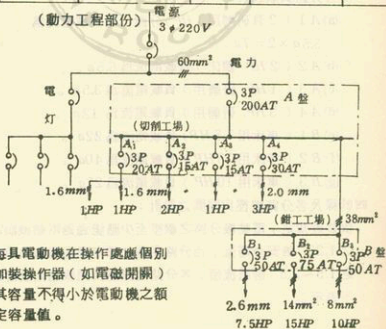 (動力工程部份)
電源
3φ220V
60mm²
電力
電
灯
3P
200AT
A盤
(切削工場)
A₁ A₂ A₃ A₄
3P 3P 3P 3P
20AT 15AT 15AT 30AT
1.6mm 1.6mm 2.0mm
1HP 1HP 2HP 1HP 3HP
(鉗工工場)
38mm²
B₁ B₂ B₃ B盤
3P 3P 3P
50AT 75AT 50AT
2.6mm 14mm² 8mm²
7.5HP 15HP 10HP
每具電動機在操作處應個別
加裝操作器(如電磁開關)
其容量不得小於電動機之額
定容量值。